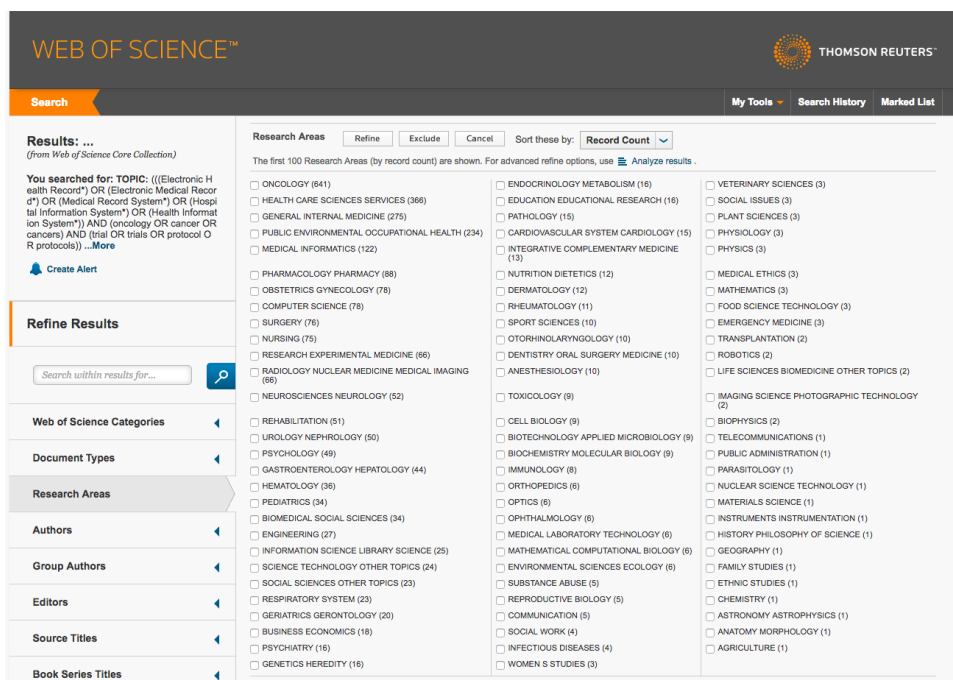 WEB OF SCIENCE™
THOMSON REUTERS™
Search
My Tools
Search History
Marked List
Results: ...
(from Web of Science Core Collection)
You searched for: TOPIC: (((Electronic H
ealth Record*) OR (Electronic Medical Recor
d*) OR (Medical Record System*) OR (Hospi
tal Information System*) OR (Health Informat
ion System*)) AND (oncology OR cancer OR
cancers) AND (trial OR trials OR protocol O
R protocols)) ...More
Create Alert
Refine Results
Search within results for...
Web of Science Categories
Document Types
Research Areas
Authors
Group Authors
Editors
Source Titles
Book Series Titles
Research Areas
Refine
Exclude
Cancel
Sort these by:
Record Count
The first 100 Research Areas (by record count) are shown. For advanced refine options, use Analyze results .
ONCOLOGY (641)
HEALTH CARE SCIENCES SERVICES (366)
GENERAL INTERNAL MEDICINE (275)
PUBLIC ENVIRONMENTAL OCCUPATIONAL HEALTH (234)
MEDICAL INFORMATICS (122)
PHARMACOLOGY PHARMACY (88)
OBSTETRICS GYNECOLOGY (78)
COMPUTER SCIENCE (78)
SURGERY (76)
NURSING (75)
RESEARCH EXPERIMENTAL MEDICINE (66)
RADIOLOGY NUCLEAR MEDICINE MEDICAL IMAGING
(66)
NEUROSCIENCES NEUROLOGY (52)
REHABILITATION (51)
UROLOGY NEPHROLOGY (50)
PSYCHOLOGY (49)
GASTROENTEROLOGY HEPATOLOGY (44)
HEMATOLOGY (36)
PEDIATRICS (34)
BIOMEDICAL SOCIAL SCIENCES (34)
ENGINEERING (27)
INFORMATION SCIENCE LIBRARY SCIENCE (25)
SCIENCE TECHNOLOGY OTHER TOPICS (24)
SOCIAL SCIENCES OTHER TOPICS (23)
RESPIRATORY SYSTEM (23)
GERIATRICS GERONTOLOGY (20)
BUSINESS ECONOMICS (18)
PSYCHIATRY (16)
GENETICS HEREDITY (16)
ENDOCRINOLOGY METABOLISM (16)
EDUCATION EDUCATIONAL RESEARCH (16)
PATHOLOGY (15)
CARDIOVASCULAR SYSTEM CARDIOLOGY (15)
INTEGRATIVE COMPLEMENTARY MEDICINE
(13)
NUTRITION DIETETICS (12)
DERMATOLOGY (12)
RHEUMATOLOGY (11)
SPORT SCIENCES (10)
OTORHINOLARYNGOLOGY (10)
DENTISTRY ORAL SURGERY MEDICINE (10)
ANESTHESIOLOGY (10)
TOXICOLOGY (9)
CELL BIOLOGY (9)
BIOTECHNOLOGY APPLIED MICROBIOLOGY (9)
BIOCHEMISTRY MOLECULAR BIOLOGY (9)
IMMUNOLOGY (8)
ORTHOPEDICS (6)
OPTICS (6)
OPHTHALMOLOGY (6)
MEDICAL LABORATORY TECHNOLOGY (6)
MATHEMATICAL COMPUTATIONAL BIOLOGY (6)
ENVIRONMENTAL SCIENCES ECOLOGY (6)
SUBSTANCE ABUSE (5)
REPRODUCTIVE BIOLOGY (5)
COMMUNICATION (5)
SOCIAL WORK (4)
INFECTIOUS DISEASES (4)
WOMEN S STUDIES (3)
VETERINARY SCIENCES (3)
SOCIAL ISSUES (3)
PLANT SCIENCES (3)
PHYSIOLOGY (3)
PHYSICS (3)
MEDICAL ETHICS (3)
MATHEMATICS (3)
FOOD SCIENCE TECHNOLOGY (3)
EMERGENCY MEDICINE (3)
TRANSPLANTATION (2)
ROBOTICS (2)
LIFE SCIENCES BIOMEDICINE OTHER TOPICS (2)
IMAGING SCIENCE PHOTOGRAPHIC TECHNOLOGY
(2)
BIOPHYSICS (2)
TELECOMMUNICATIONS (1)
PUBLIC ADMINISTRATION (1)
PARASITOLOGY (1)
NUCLEAR SCIENCE TECHNOLOGY (1)
MATERIALS SCIENCE (1)
INSTRUMENTS INSTRUMENTATION (1)
HISTORY PHILOSOPHY OF SCIENCE (1)
GEOGRAPHY (1)
FAMILY STUDIES (1)
ETHNIC STUDIES (1)
CHEMISTRY (1)
ASTRONOMY ASTROPHYSICS (1)
ANATOMY MORPHOLOGY (1)
AGRICULTURE (1)